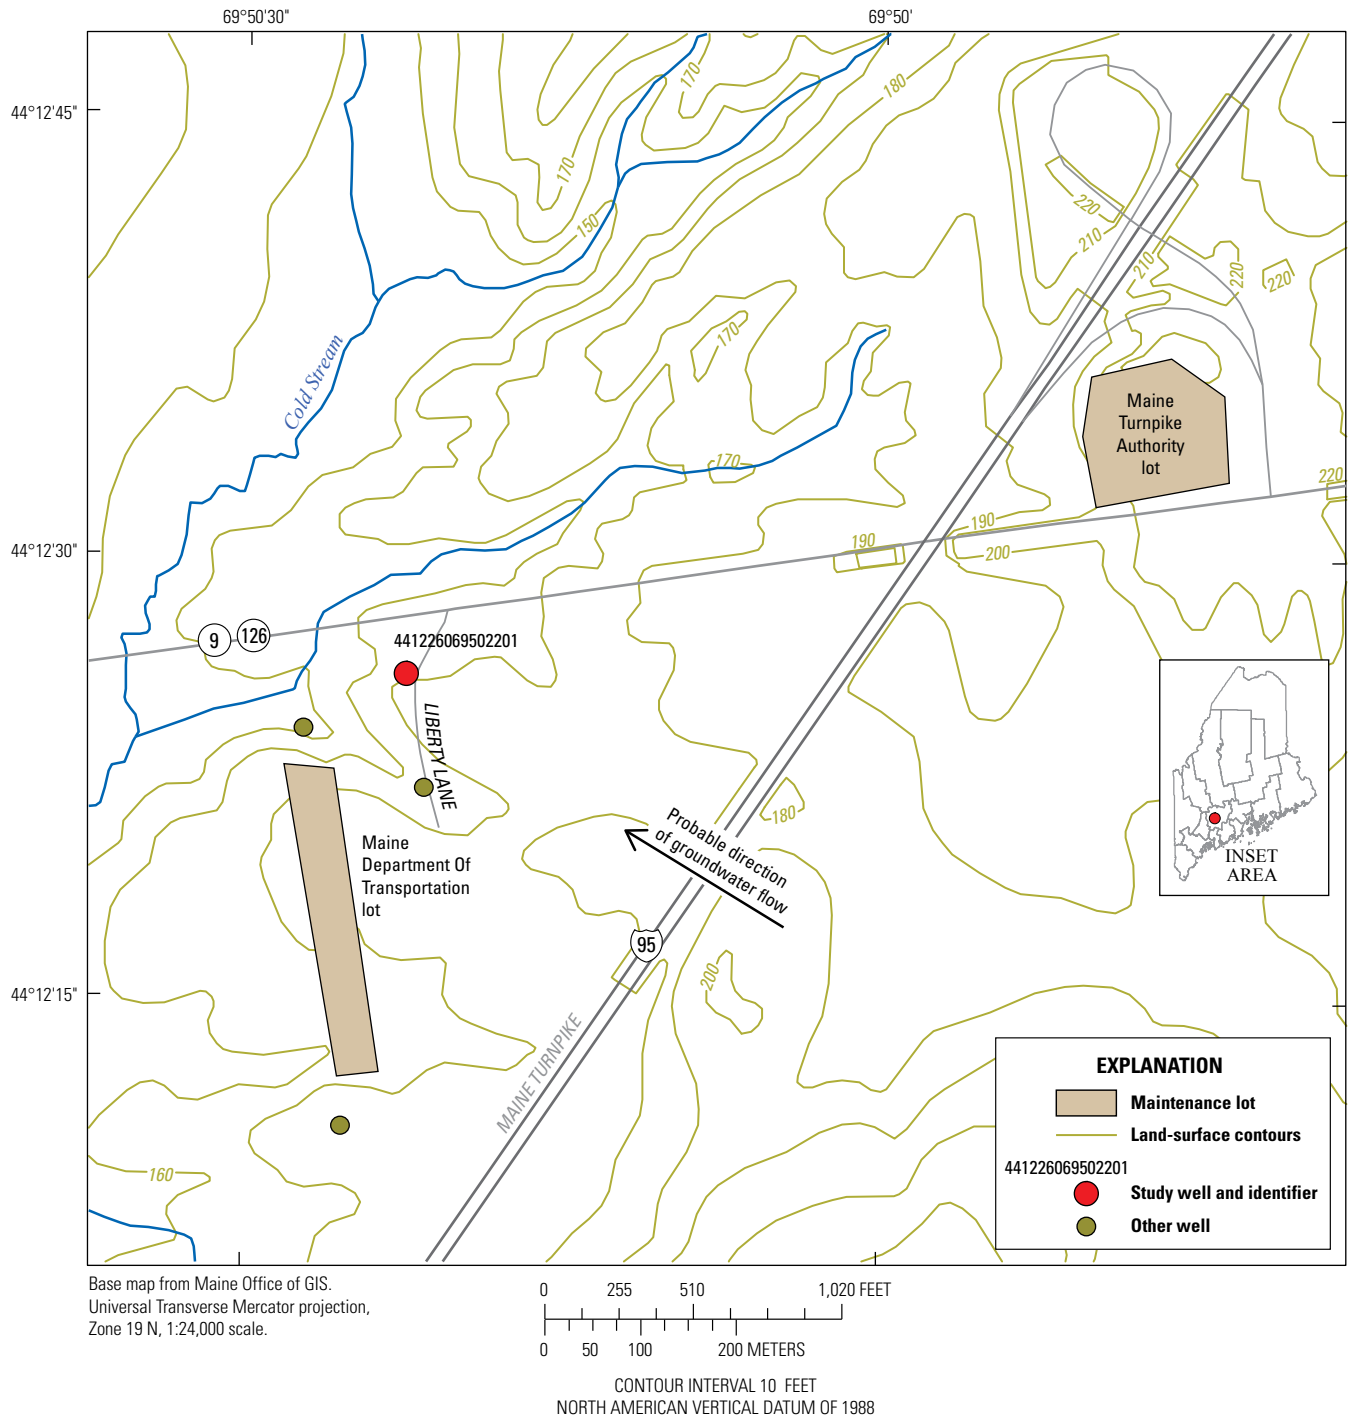 69°50'30"
69°50'
44°12'45"
170
180
170
150
220
210
210
220
220
170
Cold Stream
Maine
Turnpike
Authority
lot
170
220
190
190
200
44°12'30"
9
126
441226069502201
LIBERTY LANE
180
Probable direction
of groundwater flow
INSET
AREA
Maine
Department Of
Transportation
lot
95
200
44°12'15"
MAINE TURNPIKE
160
EXPLANATION
Maintenance lot
Land-surface contours
441226069502201
Study well and identifier
Other well
Base map from Maine Office of GIS.
Universal Transverse Mercator projection,
Zone 19 N, 1:24,000 scale.
0 255 510 1,020 FEET
0 50 100 200 METERS
CONTOUR INTERVAL 10 FEET
NORTH AMERICAN VERTICAL DATUM OF 1988